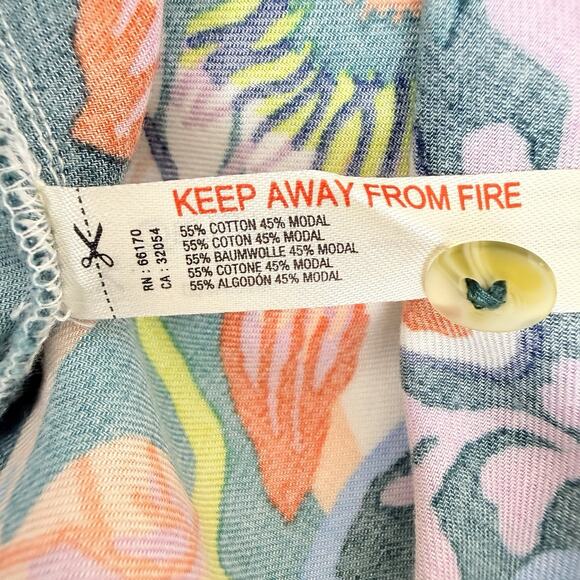 KEEP AWAY FROM FIRE
55% COTTON 45% MODAL
55% COTON 45% MODAL
55% BAUMWOLLE 45% MODAL
55% COTONE 45% MODAL
55% ALGODÓN 45% MODAL
RN : 66170
CA : 32054